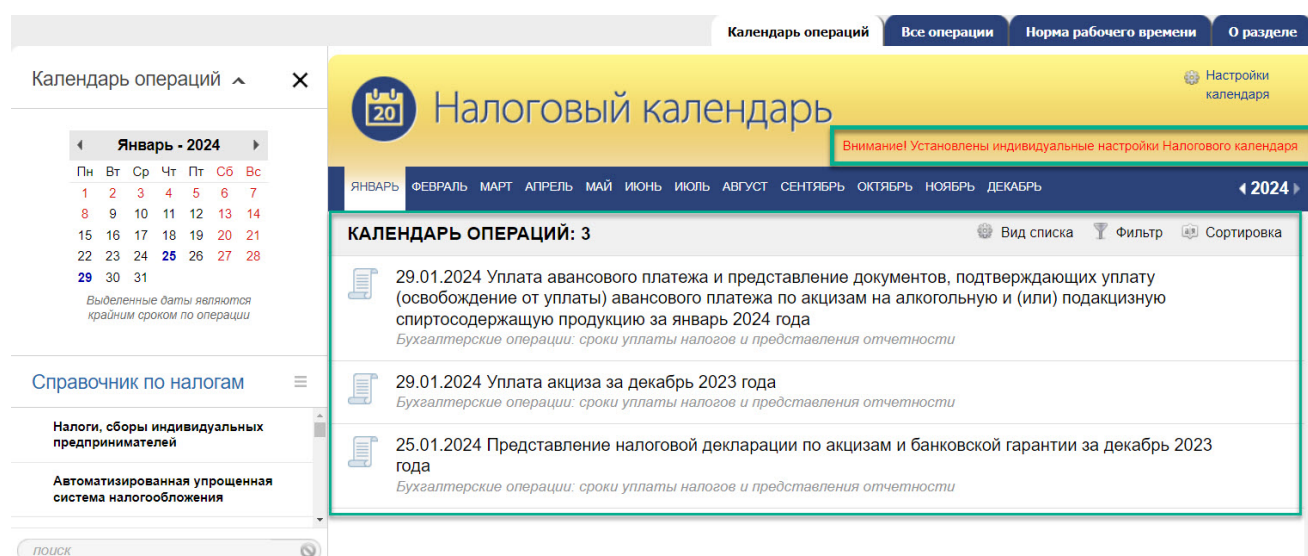 Календарь операций
Все операции
Норма рабочего времени
О разделе
Календарь операций
Январь - 2024
Пн Вт Ср Чт Пт Сб Вс
1 2 3 4 5 6 7
8 9 10 11 12 13 14
15 16 17 18 19 20 21
22 23 24 25 26 27 28
29 30 31
Выделенные даты являются
крайним сроком по операции
Справочник по налогам
Налоги, сборы индивидуальных
предпринимателей
Автоматизированная упрощенная
система налогообложения
поиск
20
Налоговый календарь
Настройки
календаря
Внимание! Установлены индивидуальные настройки Налогового календаря
ЯНВАРЬ ФЕВРАЛЬ МАРТ АПРЕЛЬ МАЙ ИЮНЬ ИЮЛЬ АВГУСТ СЕНТЯБРЬ ОКТЯБРЬ НОЯБРЬ ДЕКАБРЬ
2024
КАЛЕНДАРЬ ОПЕРАЦИЙ: 3
Вид списка
Фильтр
Сортировка
29.01.2024 Уплата авансового платежа и представление документов, подтверждающих уплату
(освобождение от уплаты) авансового платежа по акцизам на алкогольную и (или) подакцизную
спиртосодержащую продукцию за январь 2024 года
Бухгалтерские операции: сроки уплаты налогов и представления отчетности
29.01.2024 Уплата акциза за декабрь 2023 года
Бухгалтерские операции: сроки уплаты налогов и представления отчетности
25.01.2024 Представление налоговой декларации по акцизам и банковской гарантии за декабрь 2023
года
Бухгалтерские операции: сроки уплаты налогов и представления отчетности